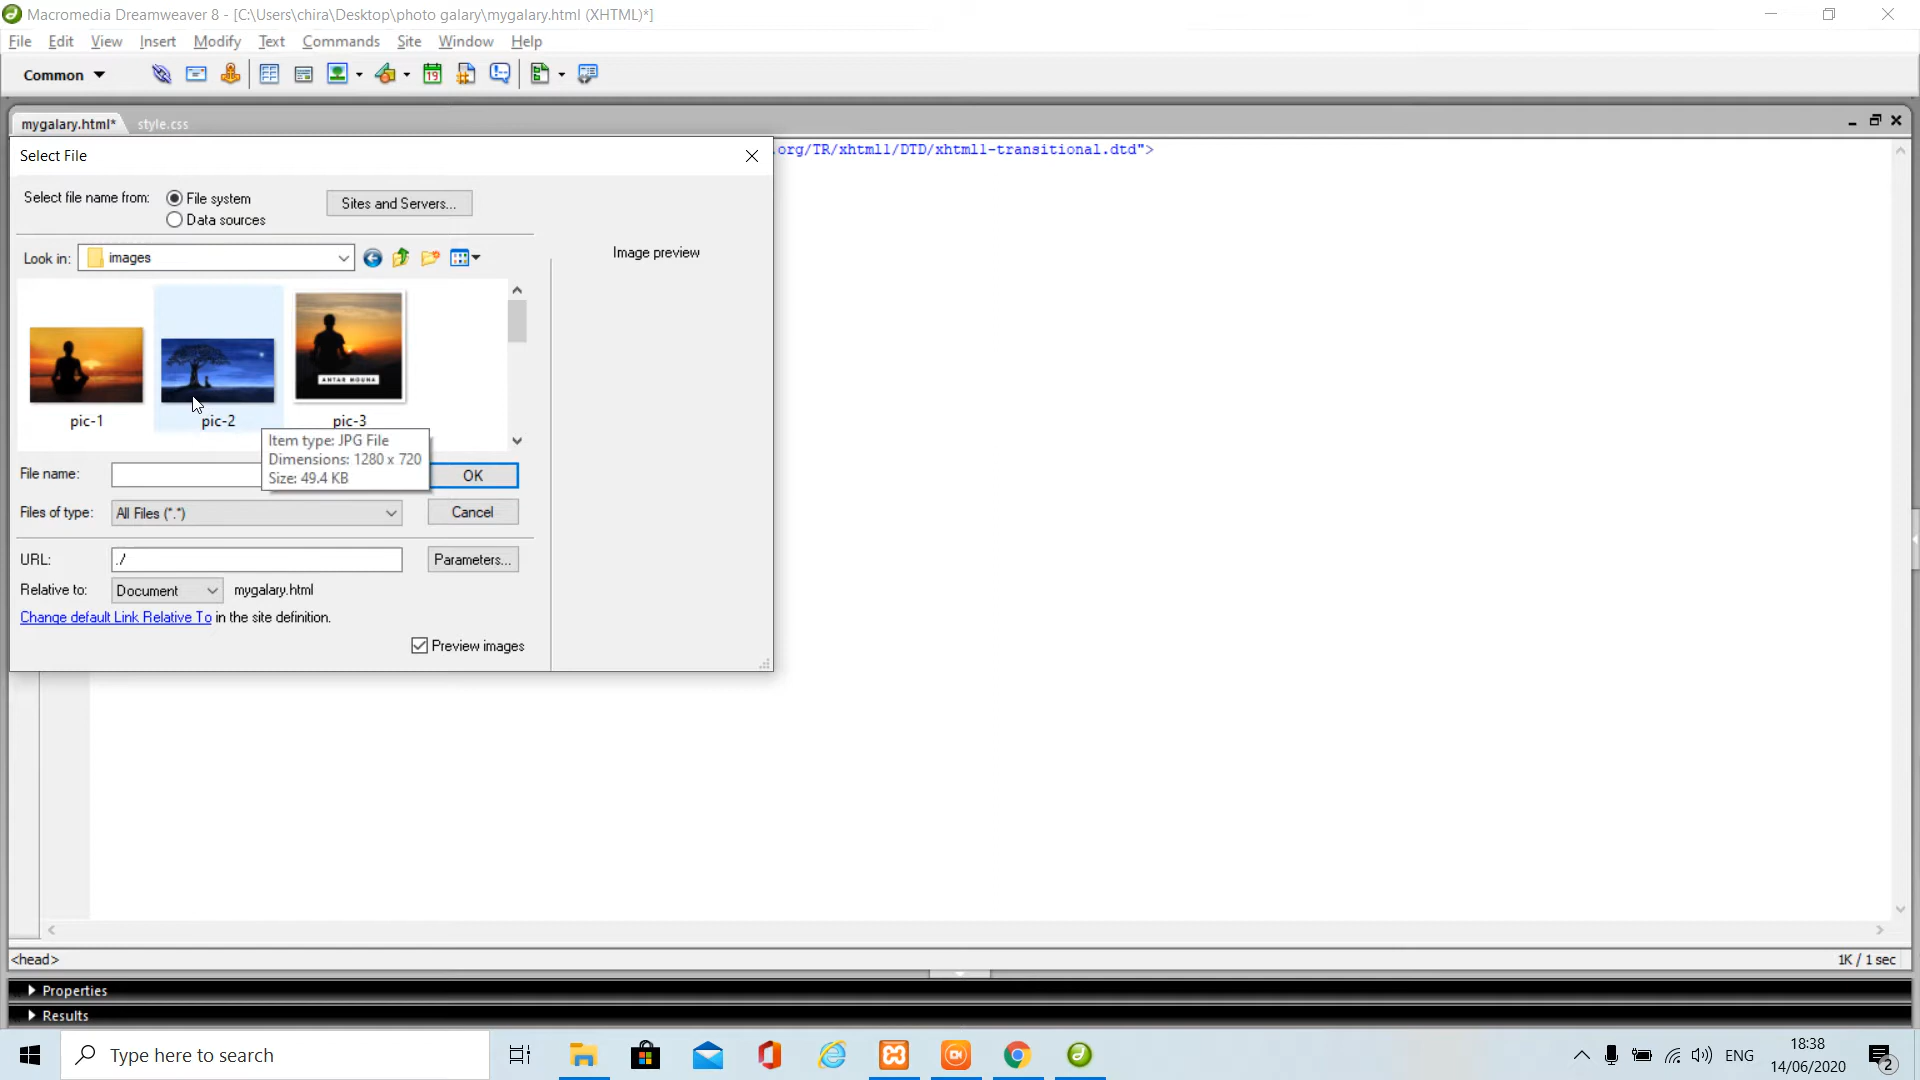 Macromedia Dreamweaver 8 - [C:\Users\chira\Desktop\photo galary\mygalary.html (XHTML)*]
File Edit View Insert Modify Text Commands Site Window Help
Common
19
mygalary.html* style.css
.org/TR/xhtml1/DTD/xhtml1-transitional.dtd">
Select File
Select file name from: File system
Data sources
Sites and Servers...
Look in: images
Image preview
ANTAR MOUNA
pic-1 pic-2 pic-3
Item type: JPG File
Dimensions: 1280 x 720
Size: 49.4 KB
File name:
OK
Files of type: All Files (*.*)
Cancel
URL: ./
Parameters...
Relative to: Document mygalary.html
Change default Link Relative To in the site definition.
Preview images
<head>
1K / 1 sec
Properties
Results
Type here to search
ENG
18:38
14/06/2020
2